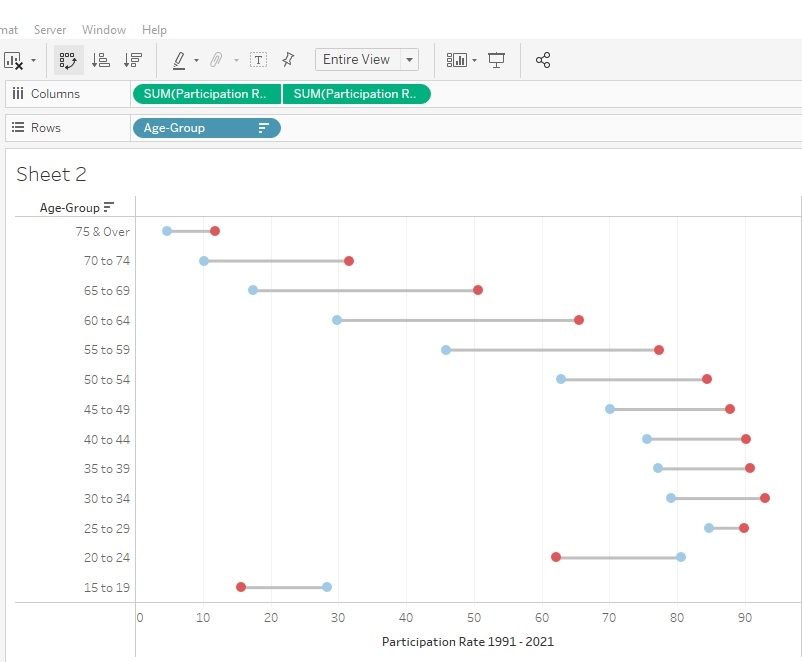 mat Server Window Help
T Entire View
Columns SUM(Participation R.. SUM(Participation R..
Rows Age-Group
Sheet 2
Age-Group
75 & Over
70 to 74
65 to 69
60 to 64
55 to 59
50 to 54
45 to 49
40 to 44
35 to 39
30 to 34
25 to 29
20 to 24
15 to 19
0 10 20 30 40 50 60 70 80 90
Participation Rate 1991 - 2021